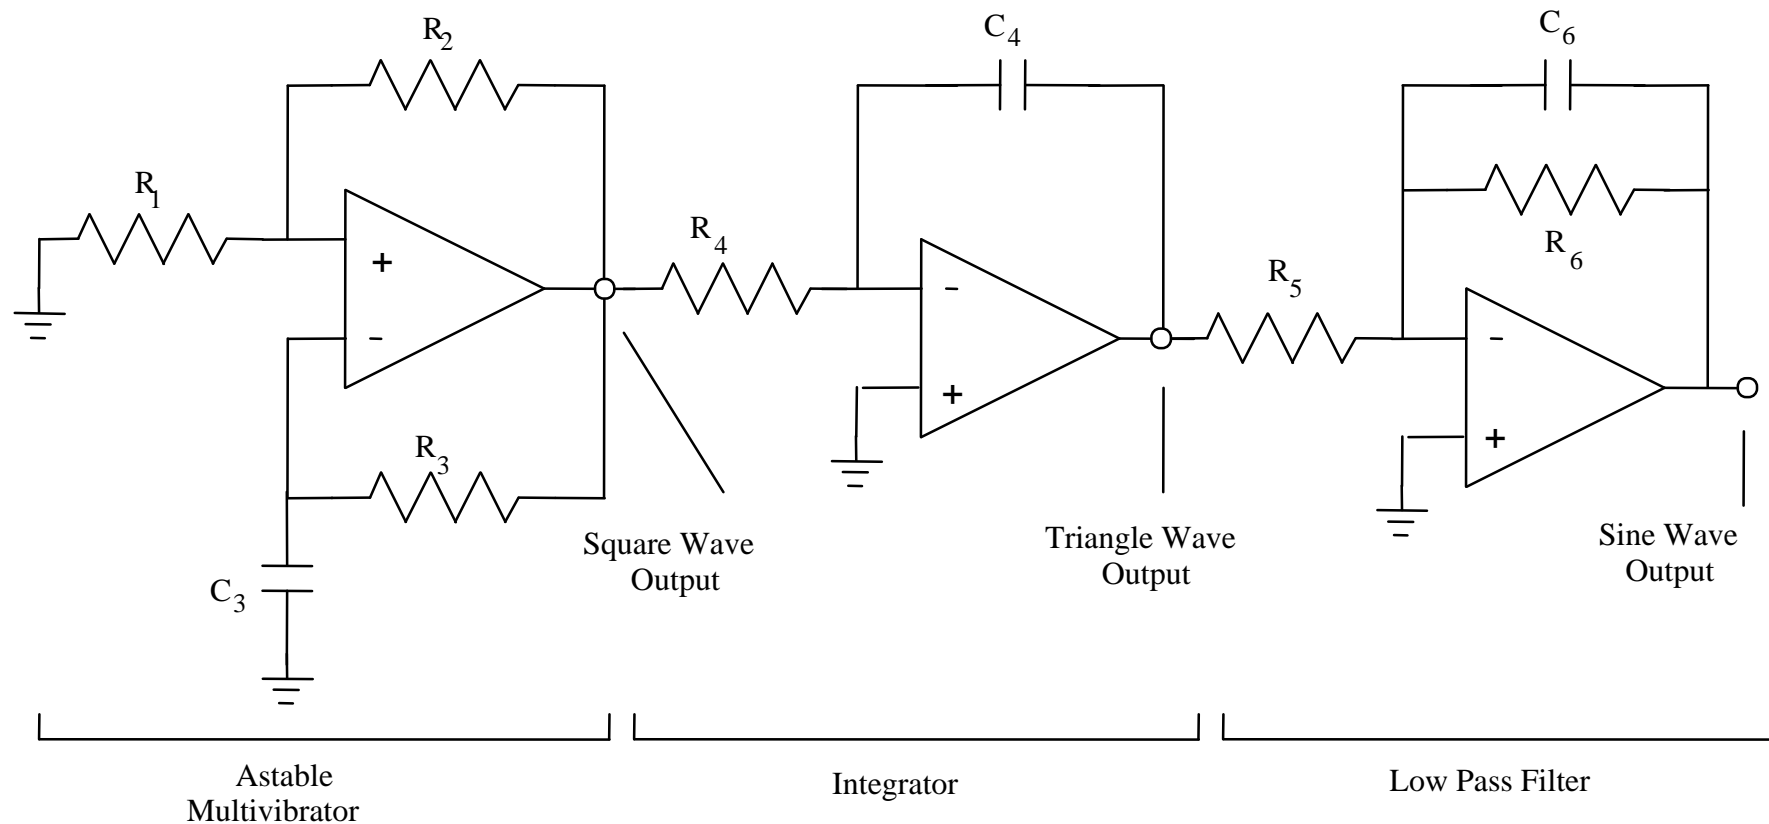 R2
C4
C6
R1
R4
R6
R5
+
-
-
-
+
+
R3
Square Wave
Output
Triangle Wave
Output
Sine Wave
Output
C3
Astable
Multivibrator
Integrator
Low Pass Filter